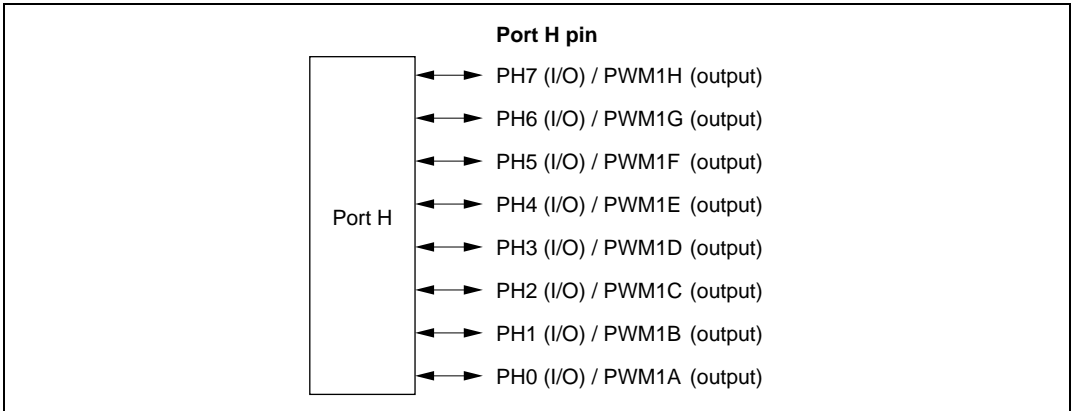 Port H pin
PH7 (I/O) / PWM1H (output)
PH6 (I/O) / PWM1G (output)
PH5 (I/O) / PWM1F (output)
PH4 (I/O) / PWM1E (output)
Port H
PH3 (I/O) / PWM1D (output)
PH2 (I/O) / PWM1C (output)
PH1 (I/O) / PWM1B (output)
PH0 (I/O) / PWM1A (output)